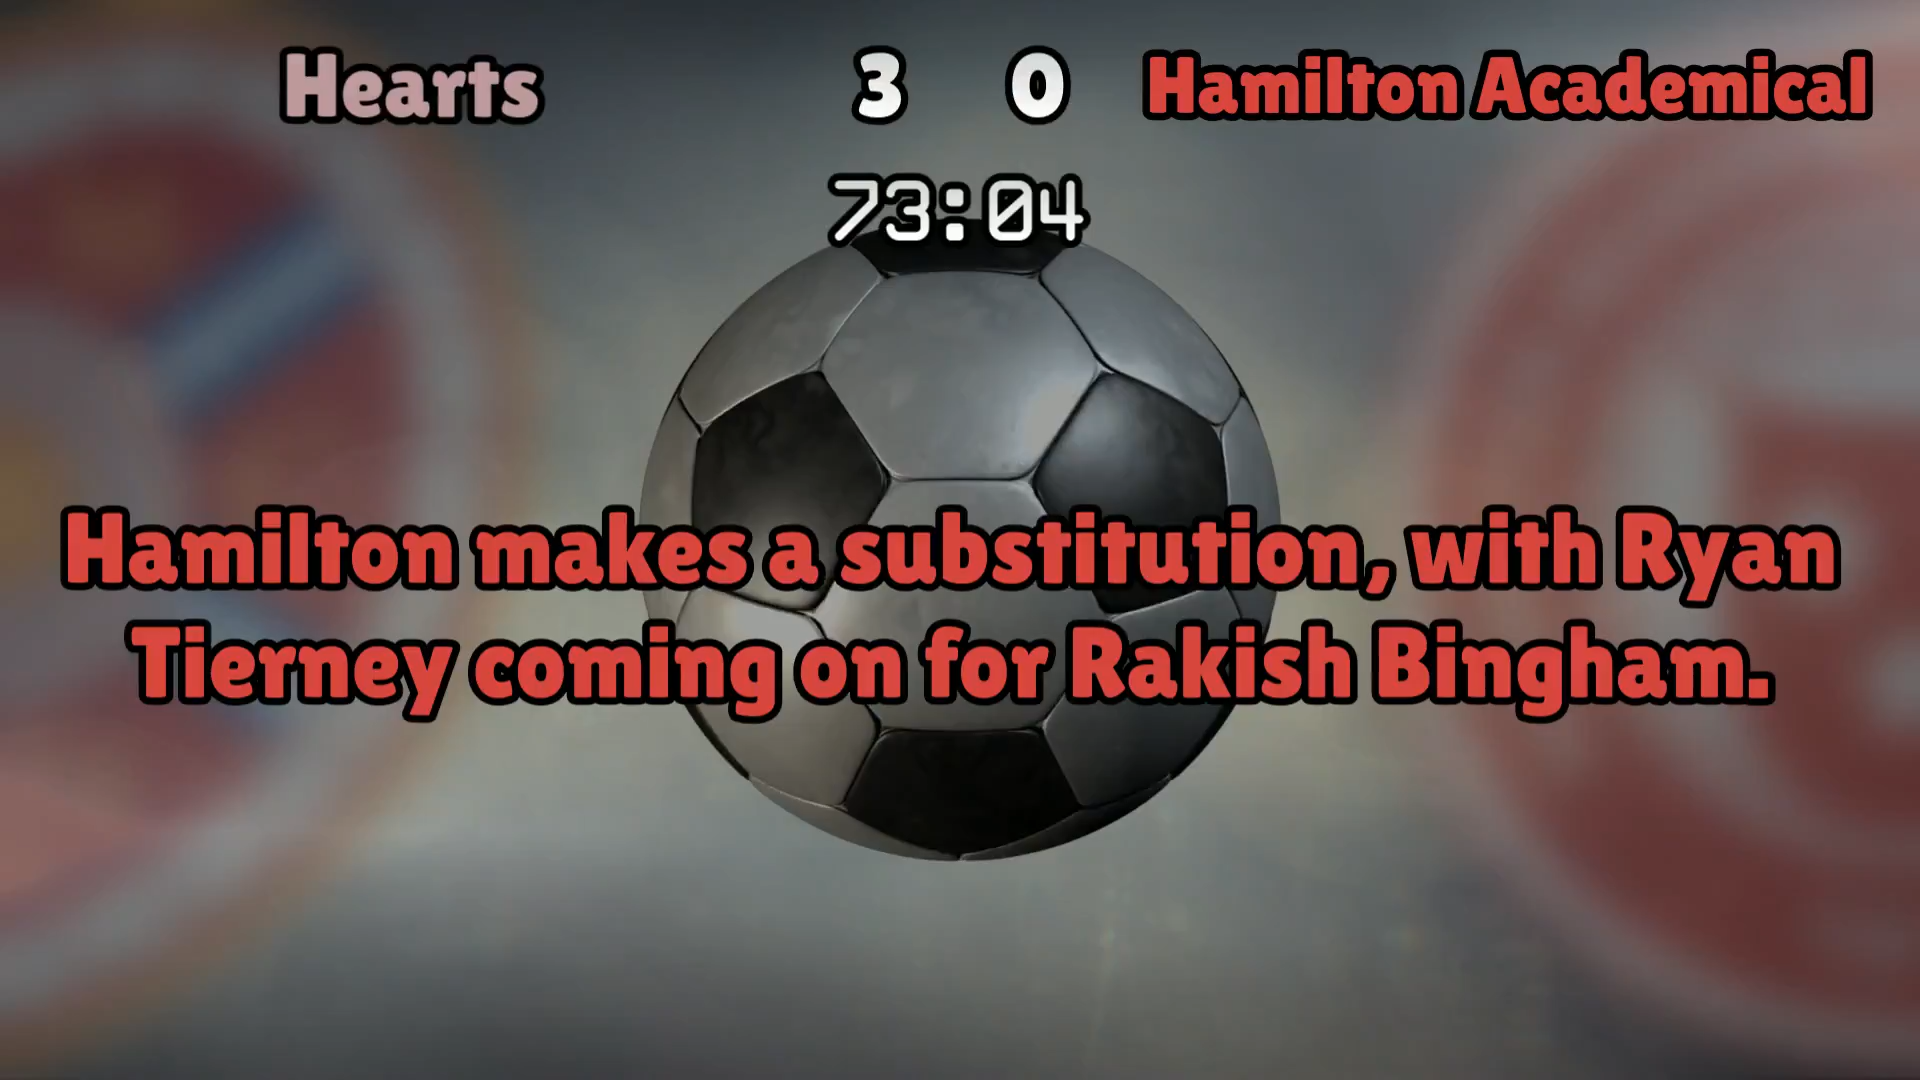 Hearts 3 0 Hamilton Academical
73:04
Hamilton makes a substitution, with Ryan
Tierney coming on for Rakish Bingham.